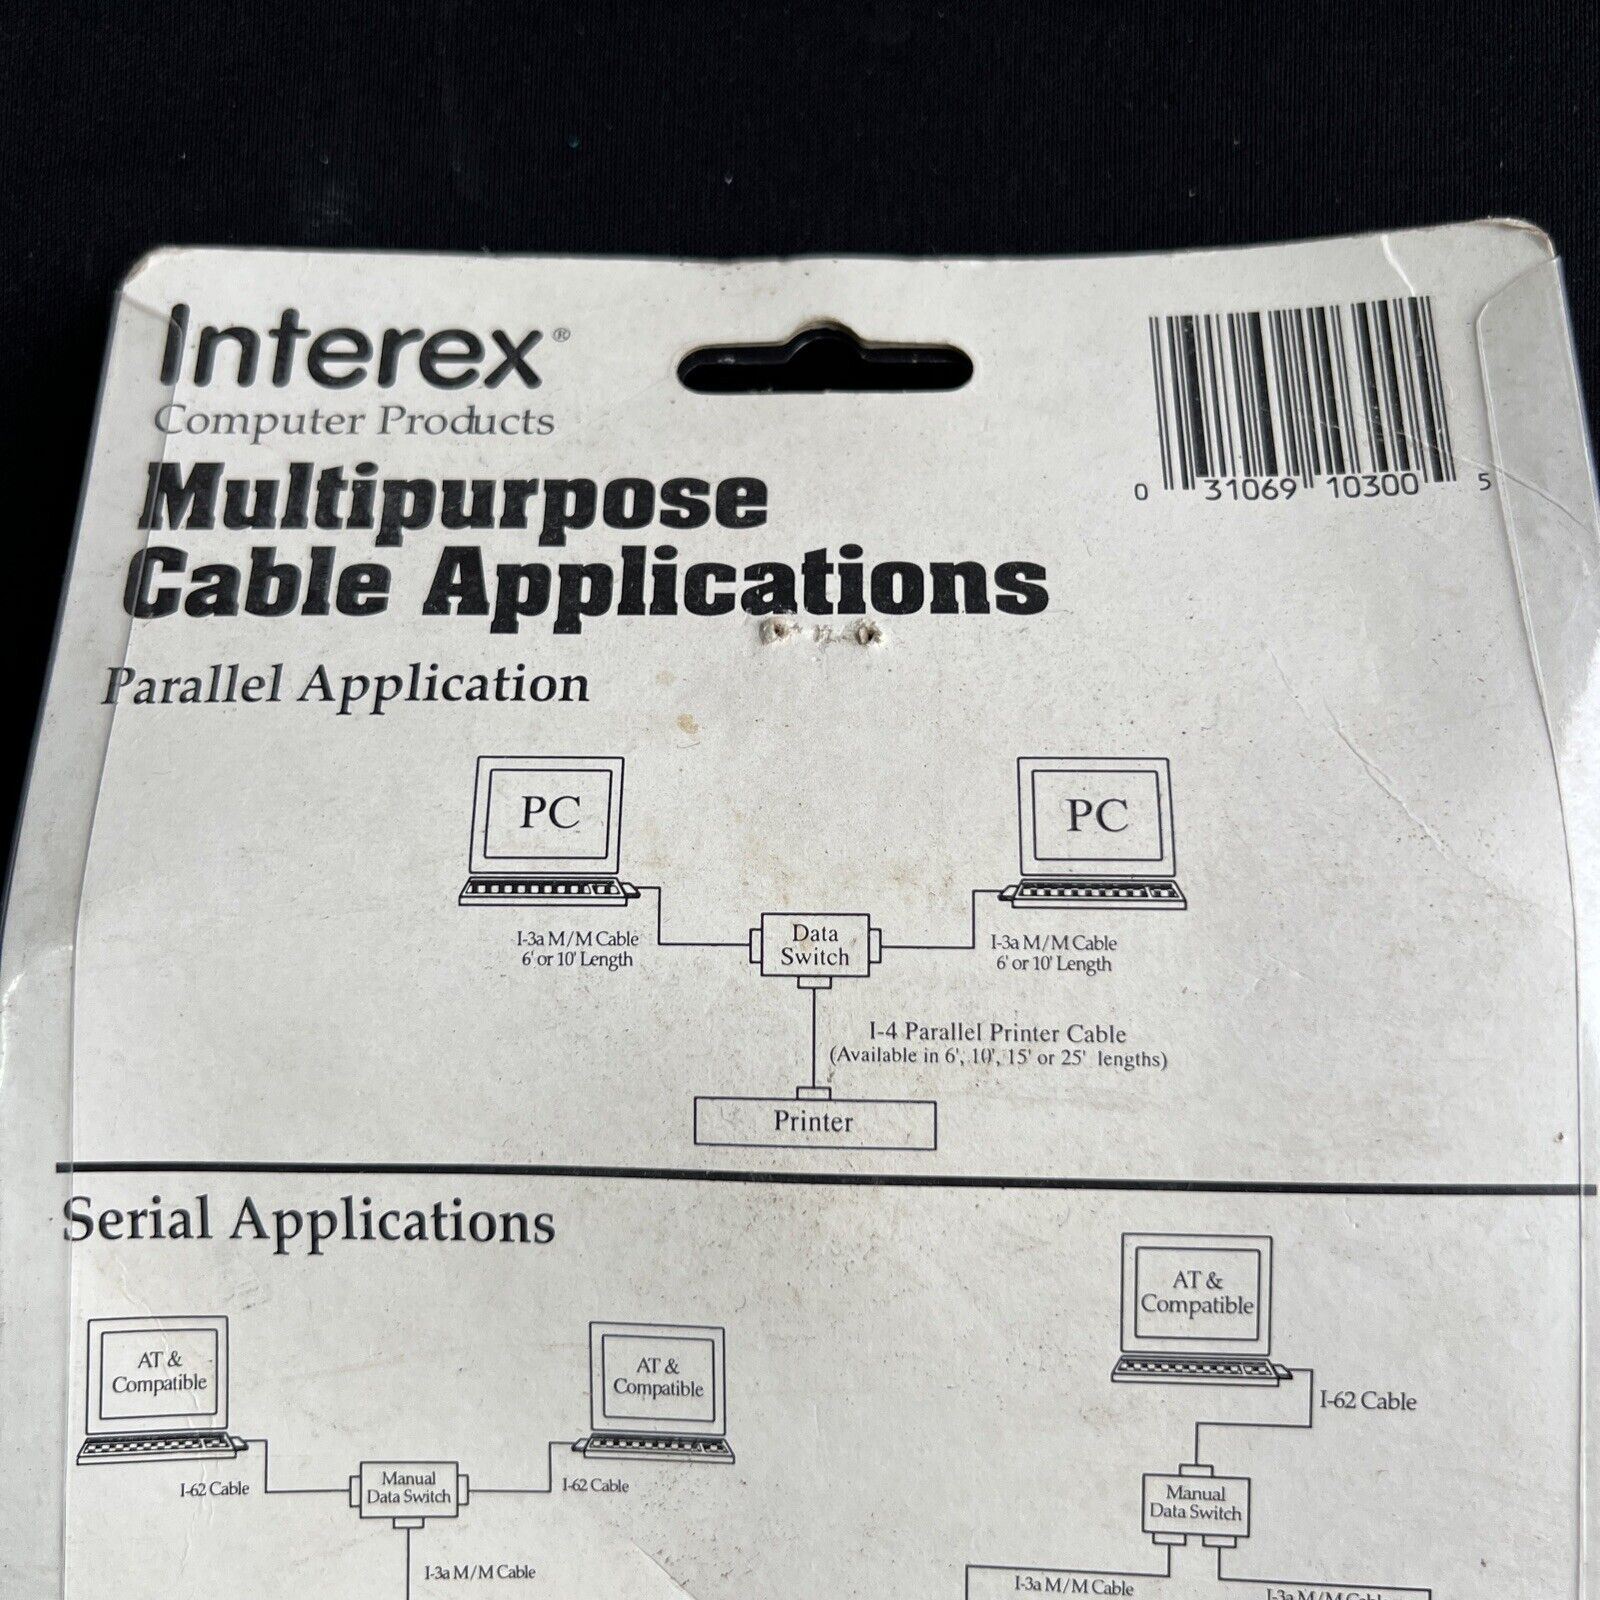 Interex®
Computer Products
0 31069 10300 5
Multipurpose
Cable Applications
Parallel Application
PC
PC
I-3a M/M Cable
6' or 10' Length
Data
Switch
I-3a M/M Cable
6' or 10' Length
I-4 Parallel Printer Cable
(Available in 6', 10', 15' or 25' lengths)
Printer
Serial Applications
AT &
Compatible
AT &
Compatible
I-62 Cable
Manual
Data Switch
I-62 Cable
I-3a M/M Cable
AT &
Compatible
I-62 Cable
Manual
Data Switch
I-3a M/M Cable
I-3a M/M Cable